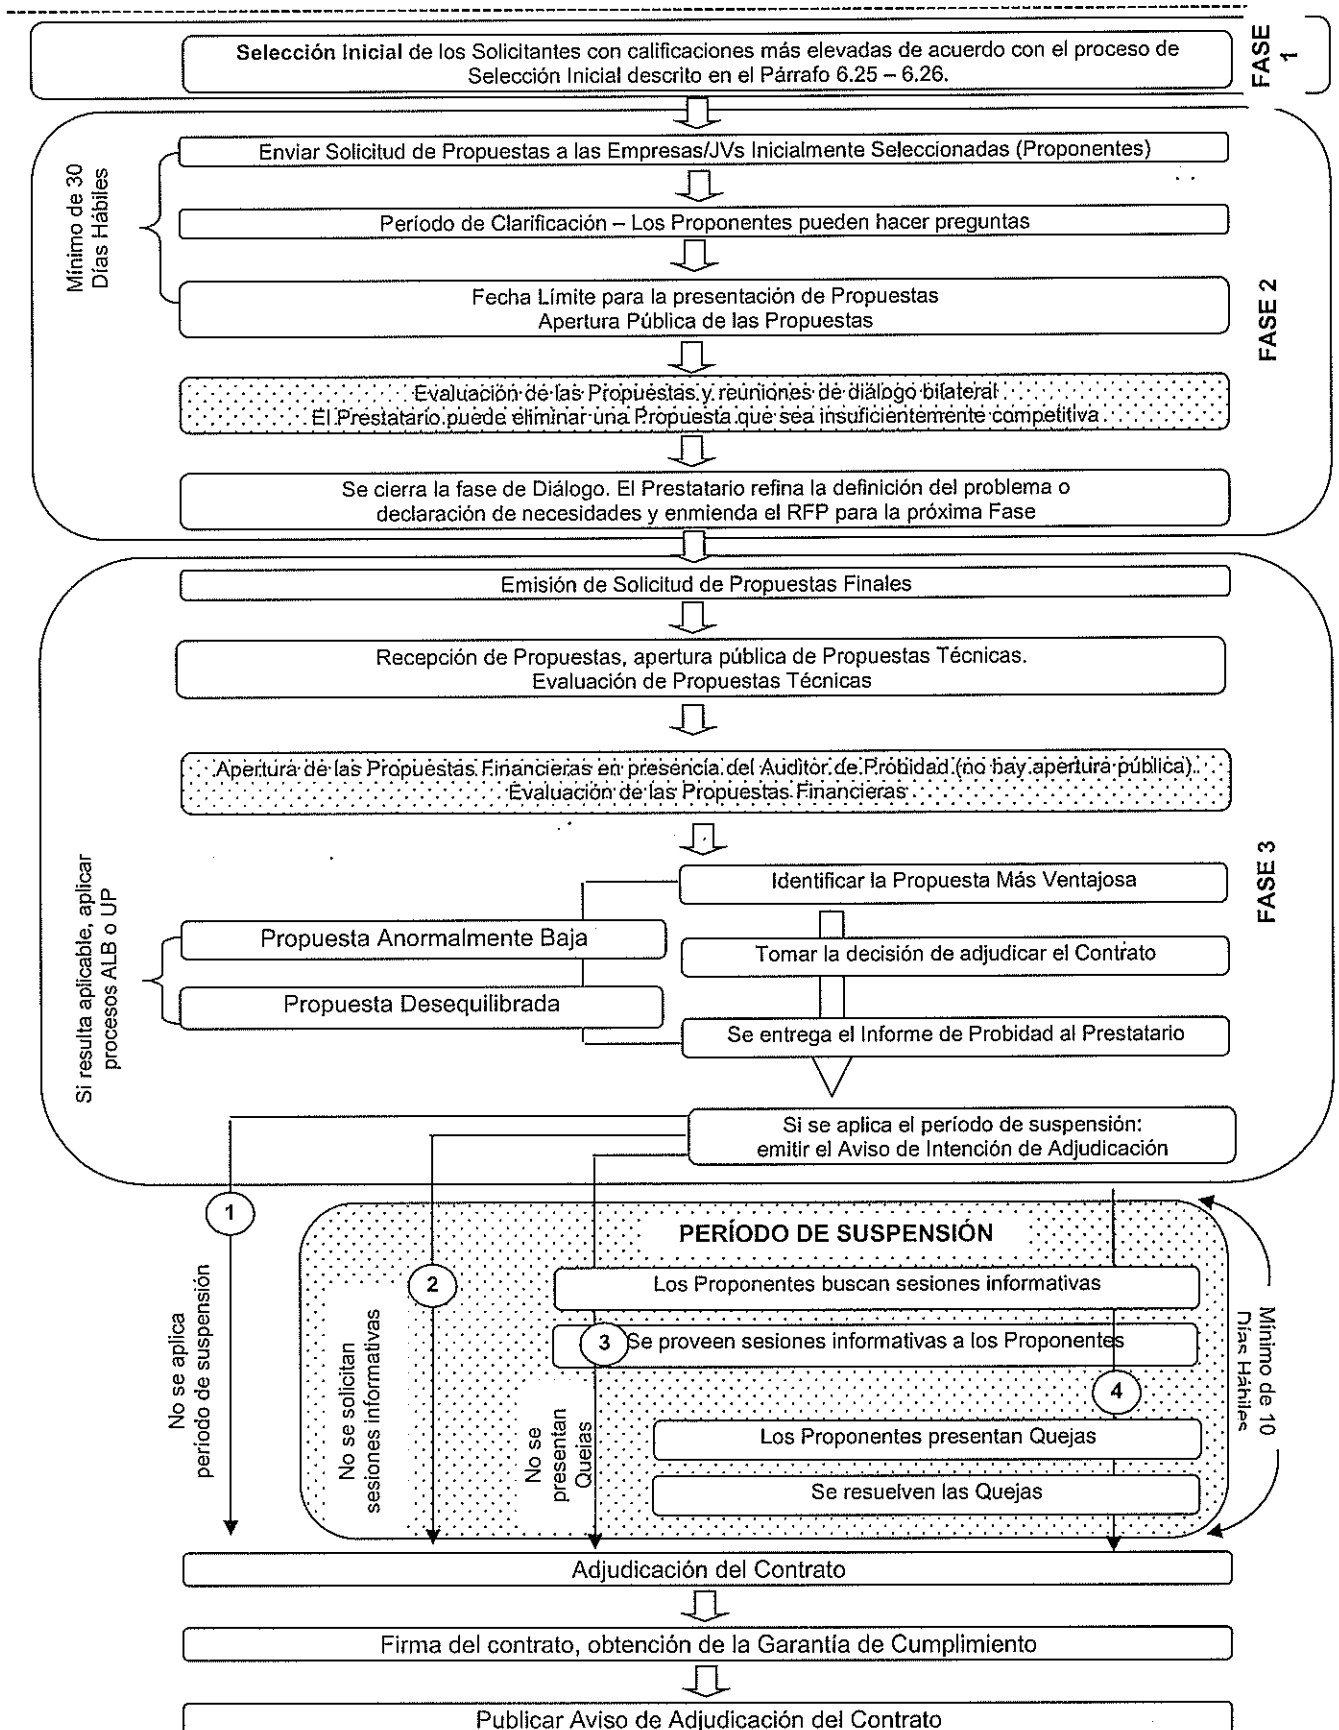 Selección Inicial de los Solicitantes con calificaciones más elevadas de acuerdo con el proceso de
Selección Inicial descrito en el Párrafo 6.25 – 6.26.
FASE
1
Enviar Solicitud de Propuestas a las Empresas/JVs Inicialmente Seleccionadas (Proponentes)
Mínimo de 30
Días Hábiles
Período de Clarificación – Los Proponentes pueden hacer preguntas
Fecha Límite para la presentación de Propuestas
Apertura Pública de las Propuestas
FASE 2
Evaluación de las Propuestas y reuniones de diálogo bilateral
El Prestatario puede eliminar una Propuesta que sea insuficientemente competitiva
Se cierra la fase de Diálogo. El Prestatario refina la definición del problema o
declaración de necesidades y enmienda el RFP para la próxima Fase
Emisión de Solicitud de Propuestas Finales
Recepción de Propuestas, apertura pública de Propuestas Técnicas.
Evaluación de Propuestas Técnicas
Apertura de las Propuestas Financieras en presencia del Auditor de Probidad (no hay apertura pública).
Evaluación de las Propuestas Financieras
FASE 3
Identificar la Propuesta Más Ventajosa
Si resulta aplicable, aplicar
procesos ALB o UP
Propuesta Anormalmente Baja
Tomar la decisión de adjudicar el Contrato
Propuesta Desequilibrada
Se entrega el Informe de Probidad al Prestatario
Si se aplica el período de suspensión:
emitir el Aviso de Intención de Adjudicación
1
PERÍODO DE SUSPENSIÓN
2
Los Proponentes buscan sesiones informativas
3
Se proveen sesiones informativas a los Proponentes
4
No se aplica
período de suspensión
No se solicitan
sesiones informativas
No se
presentan
Quejas
Mínimo de 10
Días Hábiles
Los Proponentes presentan Quejas
Se resuelven las Quejas
Adjudicación del Contrato
Firma del contrato, obtención de la Garantía de Cumplimiento
Publicar Aviso de Adjudicación del Contrato